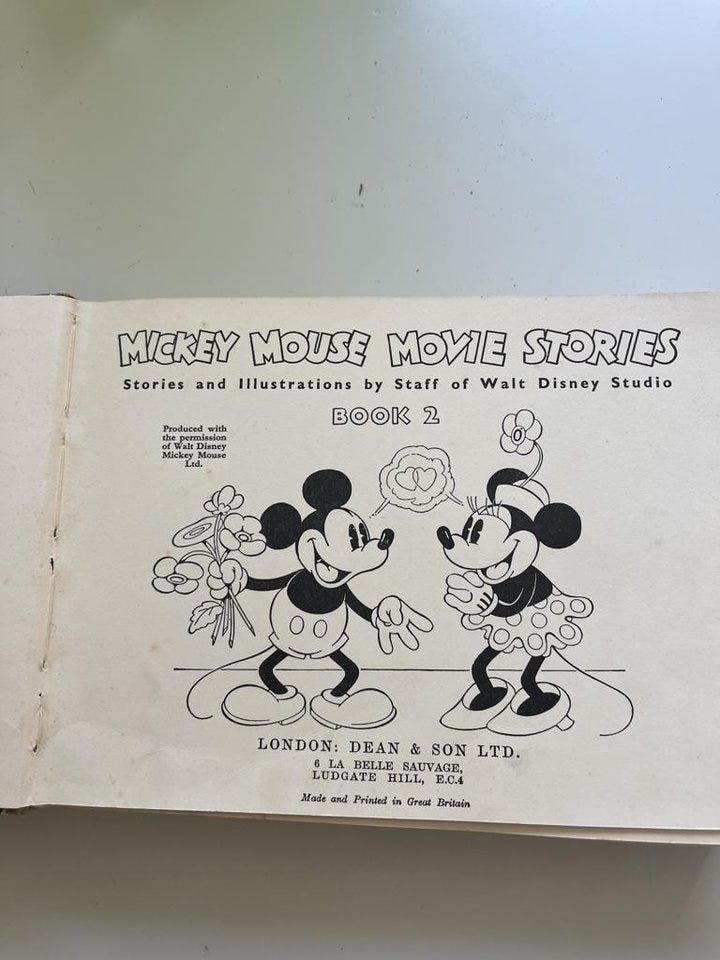 MICKEY MOUSE MOVIE STORIES
Stories and Illustrations by Staff of Walt Disney Studio
BOOK 2
Produced with
the permission
of Walt Disney
Mickey Mouse
Ltd.
LONDON: DEAN & SON LTD.
6 LA BELLE SAUVAGE,
LUDGATE HILL, E.C.4
Made and Printed in Great Britain